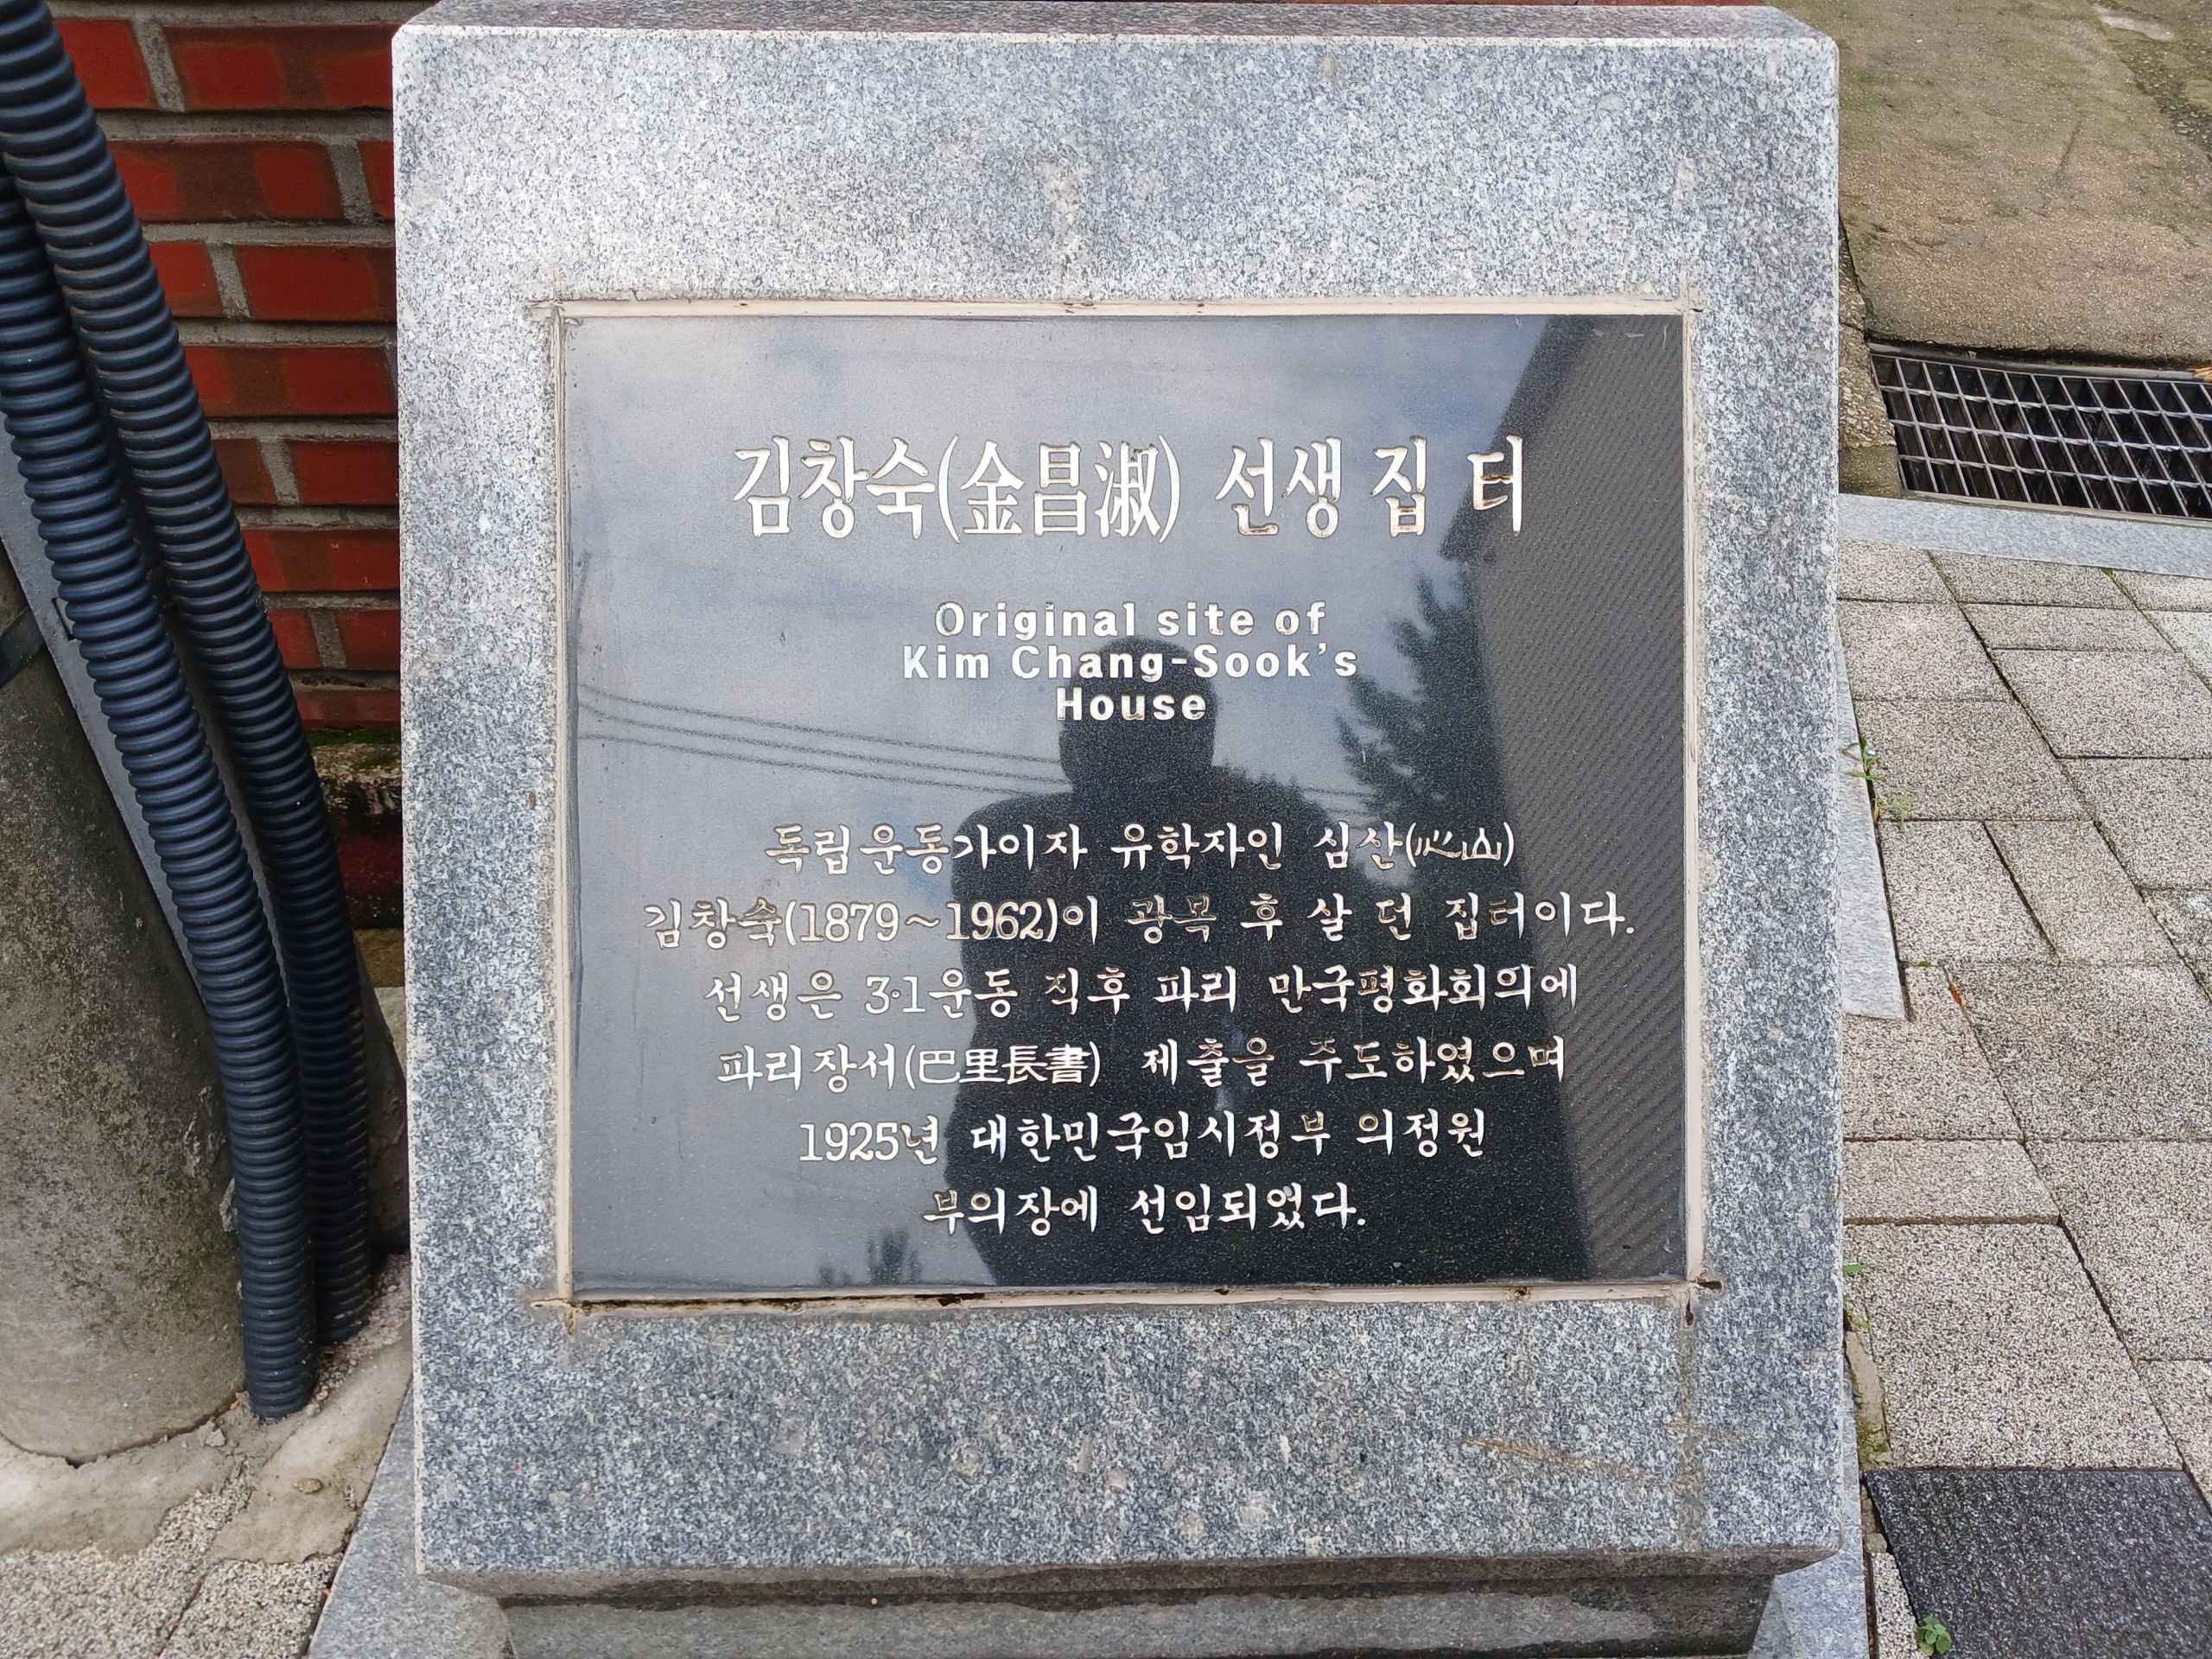 김창숙(金昌淑) 선생 집 터
Original site of
Kim Chang-Sook's
House
독립운동가이자 유학자인 심산(心山)
김창숙(1879~1962)이 광복 후 살 던 집터이다.
선생은 3·1운동 직후 파리 만국평화회의에
파리장서(巴里長書) 제출을 주도하였으며
1925년 대한민국임시정부 의정원
부의장에 선임되었다.